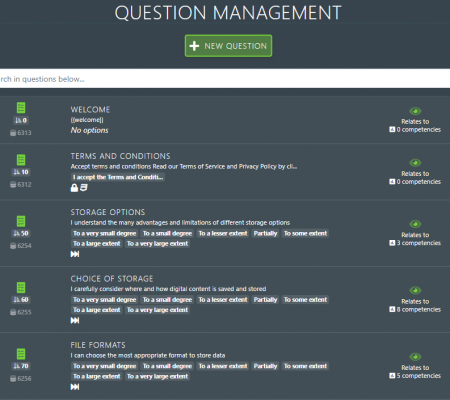 QUESTION MANAGEMENT
NEW QUESTION
rch in questions below...
WELCOME
0
{{welcome}}
Relates to
6313
No options
0 competencies
TERMS AND CONDITIONS
10
Accept terms and conditions Read our Terms of Service and Privacy Policy by cli...
Relates to
6312
I accept the Terms and Conditi...
0 competencies
STORAGE OPTIONS
50
I understand the many advantages and limitations of different storage options
Relates to
6254
To a very small degree To a small degree To a lesser extent Partially To some extent
3 competencies
To a large extent To a very large extent
CHOICE OF STORAGE
60
I carefully consider where and how digital content is saved and stored
Relates to
6255
To a very small degree To a small degree To a lesser extent Partially To some extent
8 competencies
To a large extent To a very large extent
FILE FORMATS
70
I can choose the most appropriate format to store data
Relates to
6256
To a very small degree To a small degree To a lesser extent Partially To some extent
5 competencies
To a large extent To a very large extent